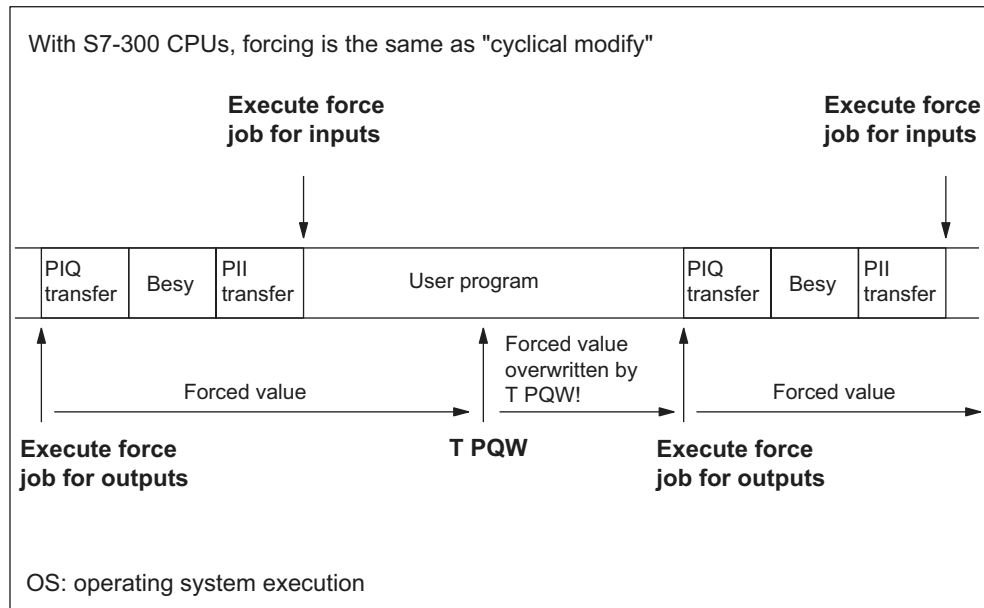 With S7-300 CPUs, forcing is the same as "cyclical modify"
Execute force
job for inputs
Execute force
job for inputs
PIQ
transfer
Besy
PII
transfer
User program
PIQ
transfer
Besy
PII
transfer
Forced value
Forced value
overwritten by
T PQW!
Forced value
Execute force
job for outputs
T PQW
Execute force
job for outputs
OS: operating system execution